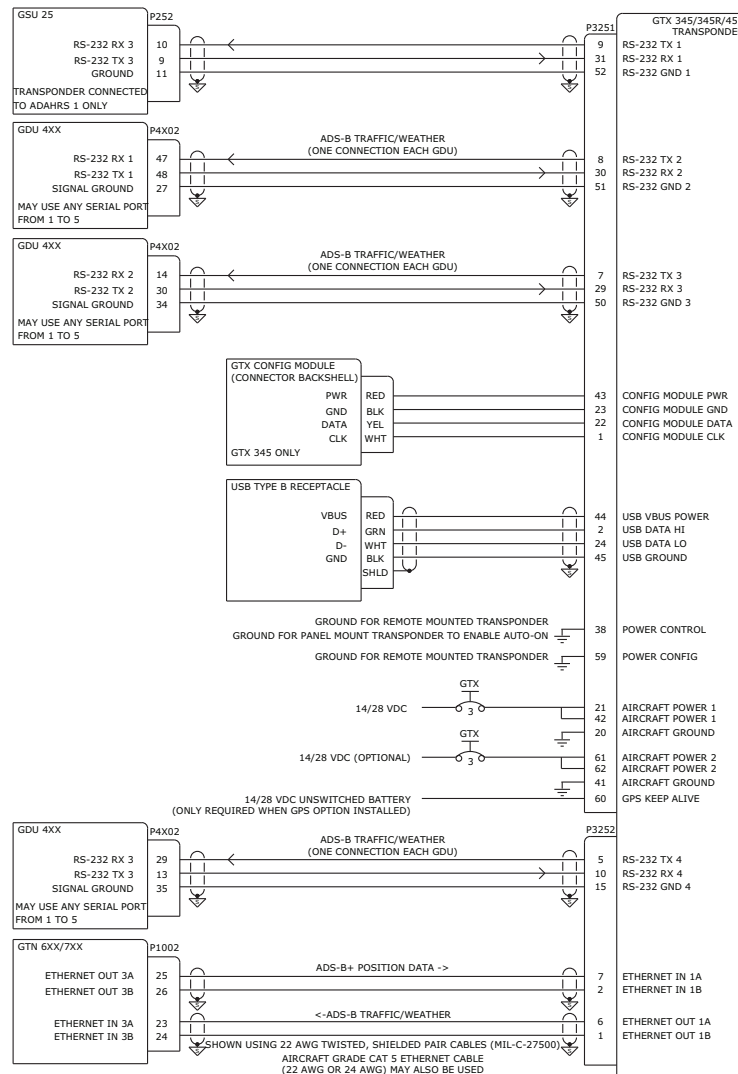 GSU 25
P252
RS-232 RX 3 10
RS-232 TX 3 9
GROUND 11
TRANSPONDER CONNECTED
TO ADAHRS 1 ONLY
P3251
GTX 345/345R/45
TRANSPONDE
9 RS-232 TX 1
31 RS-232 RX 1
52 RS-232 GND 1
GDU 4XX
P4X02
RS-232 RX 1 47
RS-232 TX 1 48
SIGNAL GROUND 27
MAY USE ANY SERIAL PORT
FROM 1 TO 5
ADS-B TRAFFIC/WEATHER
(ONE CONNECTION EACH GDU)
8 RS-232 TX 2
30 RS-232 RX 2
51 RS-232 GND 2
GDU 4XX
P4X02
RS-232 RX 2 14
RS-232 TX 2 30
SIGNAL GROUND 34
MAY USE ANY SERIAL PORT
FROM 1 TO 5
ADS-B TRAFFIC/WEATHER
(ONE CONNECTION EACH GDU)
7 RS-232 TX 3
29 RS-232 RX 3
50 RS-232 GND 3
GTX CONFIG MODULE
(CONNECTOR BACKSHELL)
PWR RED
GND BLK
DATA YEL
CLK WHT
GTX 345 ONLY
43 CONFIG MODULE PWR
23 CONFIG MODULE GND
22 CONFIG MODULE DATA
1 CONFIG MODULE CLK
USB TYPE B RECEPTACLE
VBUS RED
D+ GRN
D- WHT
GND BLK
SHLD
44 USB VBUS POWER
2 USB DATA HI
24 USB DATA LO
45 USB GROUND
GROUND FOR REMOTE MOUNTED TRANSPONDER
GROUND FOR PANEL MOUNT TRANSPONDER TO ENABLE AUTO-ON
38 POWER CONTROL
GROUND FOR REMOTE MOUNTED TRANSPONDER
59 POWER CONFIG
GTX
14/28 VDC 3
21 AIRCRAFT POWER 1
42 AIRCRAFT POWER 1
20 AIRCRAFT GROUND
GTX
14/28 VDC (OPTIONAL) 3
61 AIRCRAFT POWER 2
62 AIRCRAFT POWER 2
41 AIRCRAFT GROUND
14/28 VDC UNSWITCHED BATTERY
(ONLY REQUIRED WHEN GPS OPTION INSTALLED)
60 GPS KEEP ALIVE
GDU 4XX
P4X02
RS-232 RX 3 29
RS-232 TX 3 13
SIGNAL GROUND 35
MAY USE ANY SERIAL PORT
FROM 1 TO 5
ADS-B TRAFFIC/WEATHER
(ONE CONNECTION EACH GDU)
P3252
5 RS-232 TX 4
10 RS-232 RX 4
15 RS-232 GND 4
GTN 6XX/7XX
P1002
ETHERNET OUT 3A 25
ETHERNET OUT 3B 26
ETHERNET IN 3A 23
ETHERNET IN 3B 24
ADS-B+ POSITION DATA ->
7 ETHERNET IN 1A
2 ETHERNET IN 1B
<-ADS-B TRAFFIC/WEATHER
6 ETHERNET OUT 1A
1 ETHERNET OUT 1B
SHOWN USING 22 AWG TWISTED, SHIELDED PAIR CABLES (MIL-C-27500)
AIRCRAFT GRADE CAT 5 ETHERNET CABLE
(22 AWG OR 24 AWG) MAY ALSO BE USED